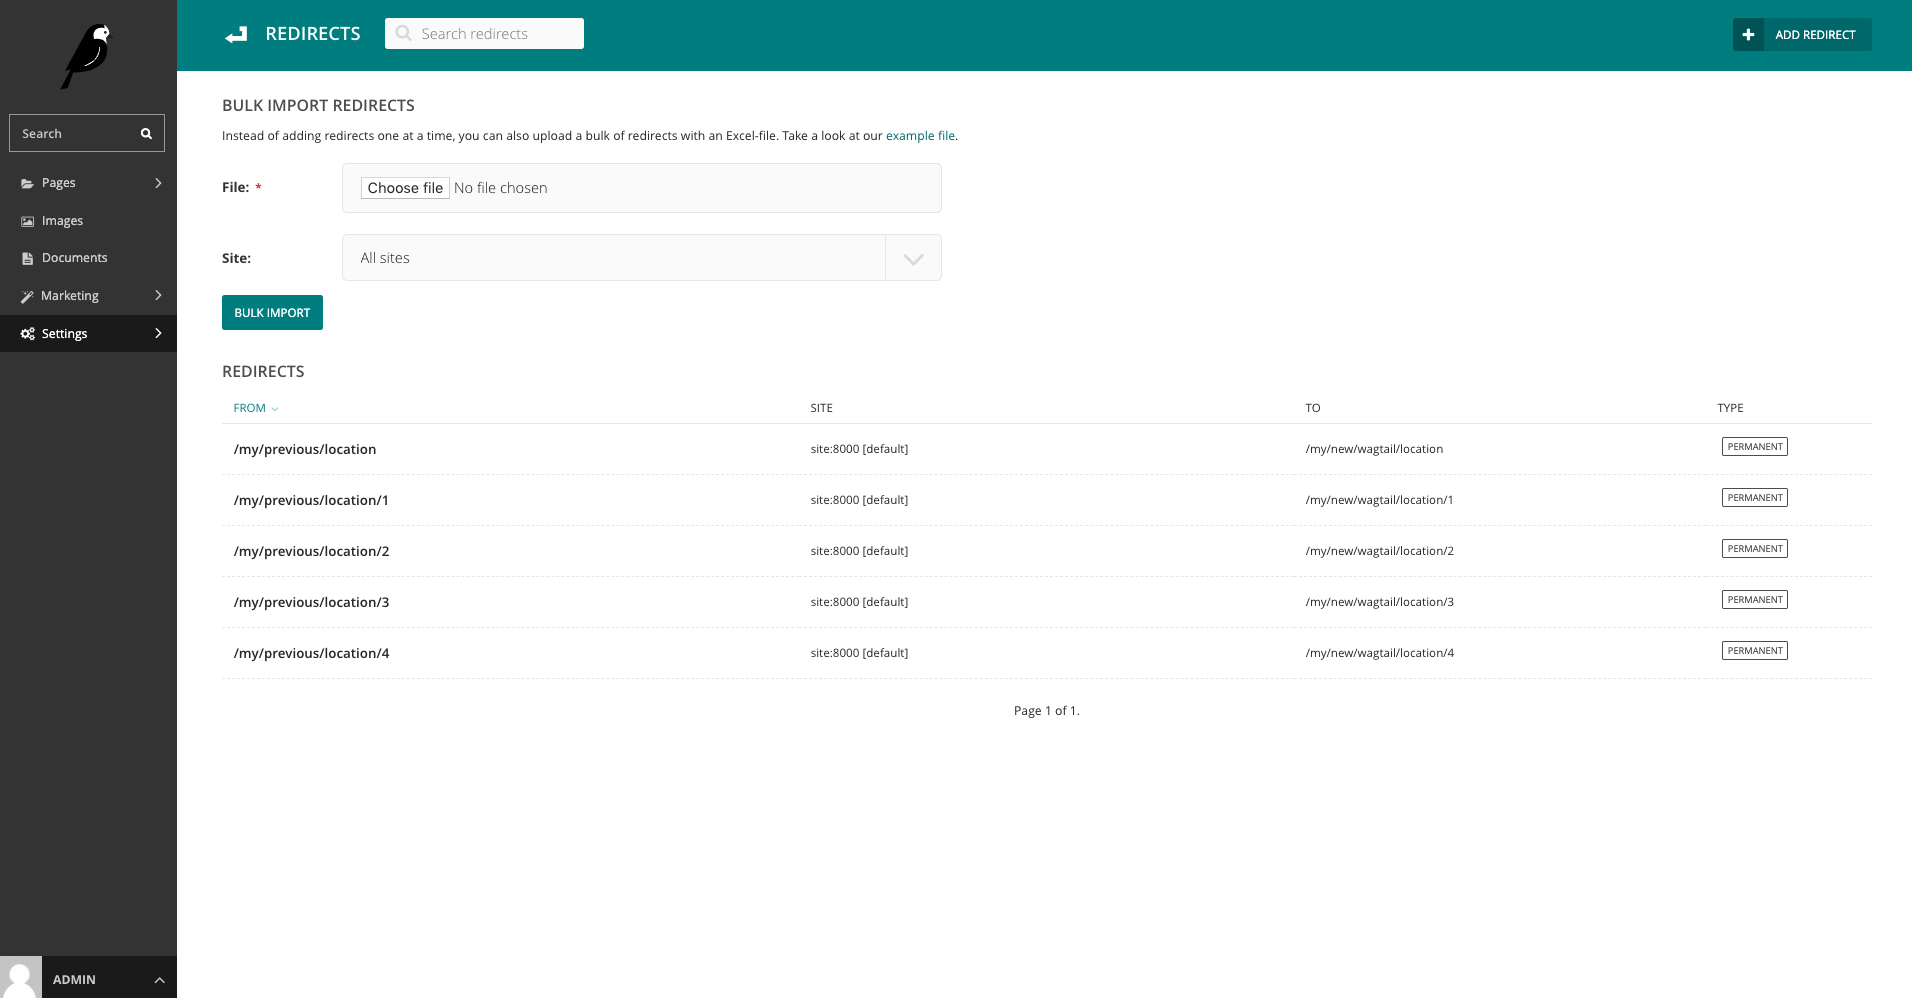 REDIRECTS
Search redirects
ADD REDIRECT
Search
Pages
Images
Documents
Marketing
Settings
ADMIN
BULK IMPORT REDIRECTS
Instead of adding redirects one at a time, you can also upload a bulk of redirects with an Excel-file. Take a look at our example file.
File: *
Choose file No file chosen
Site:
All sites
BULK IMPORT
REDIRECTS
FROM SITE TO TYPE
/my/previous/location site:8000 [default] /my/new/wagtail/location PERMANENT
/my/previous/location/1 site:8000 [default] /my/new/wagtail/location/1 PERMANENT
/my/previous/location/2 site:8000 [default] /my/new/wagtail/location/2 PERMANENT
/my/previous/location/3 site:8000 [default] /my/new/wagtail/location/3 PERMANENT
/my/previous/location/4 site:8000 [default] /my/new/wagtail/location/4 PERMANENT
Page 1 of 1.